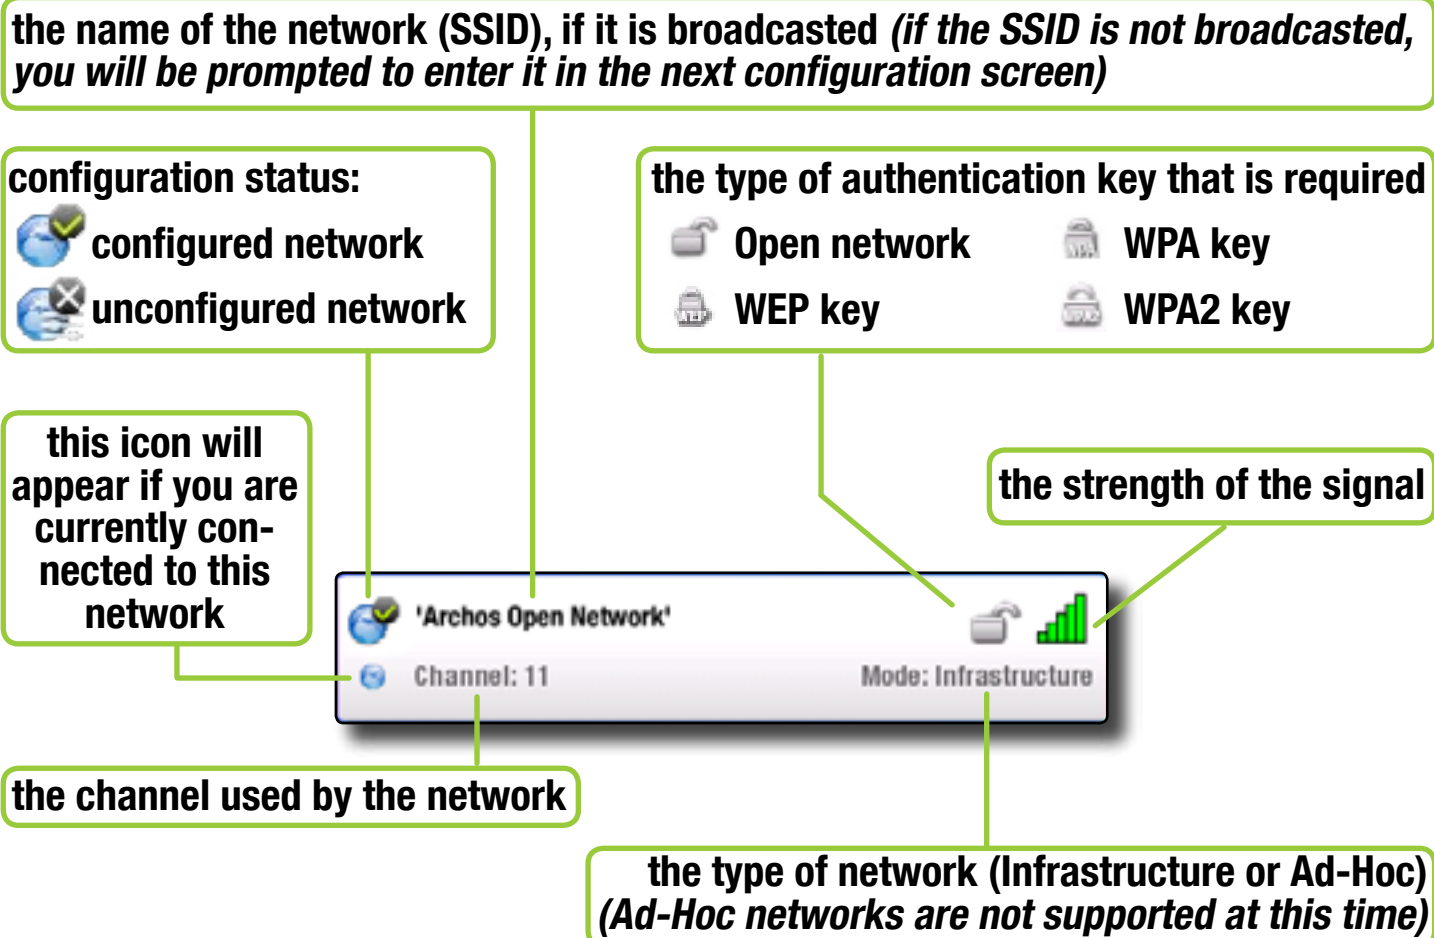 the name of the network (SSID), if it is broadcasted (if the SSID is not broadcasted,
you will be prompted to enter it in the next configuration screen)
configuration status:
configured network
unconfigured network
the type of authentication key that is required
Open network
WPA key
WEP key
WPA2 key
this icon will
appear if you are
currently con-
nected to this
network
the strength of the signal
'Archos Open Network'
Channel: 11
Mode: Infrastructure
the channel used by the network
the type of network (Infrastructure or Ad-Hoc)
(Ad-Hoc networks are not supported at this time)